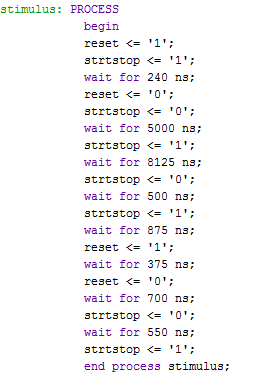 stimulus: PROCESS
begin
reset <= '1';
strtstop <= '1';
wait for 240 ns;
reset <= '0';
strtstop <= '0';
wait for 5000 ns;
strtstop <= '1';
wait for 8125 ns;
strtstop <= '0';
wait for 500 ns;
strtstop <= '1';
wait for 875 ns;
reset <= '1';
wait for 375 ns;
reset <= '0';
wait for 700 ns;
strtstop <= '0';
wait for 550 ns;
strtstop <= '1';
end process stimulus;